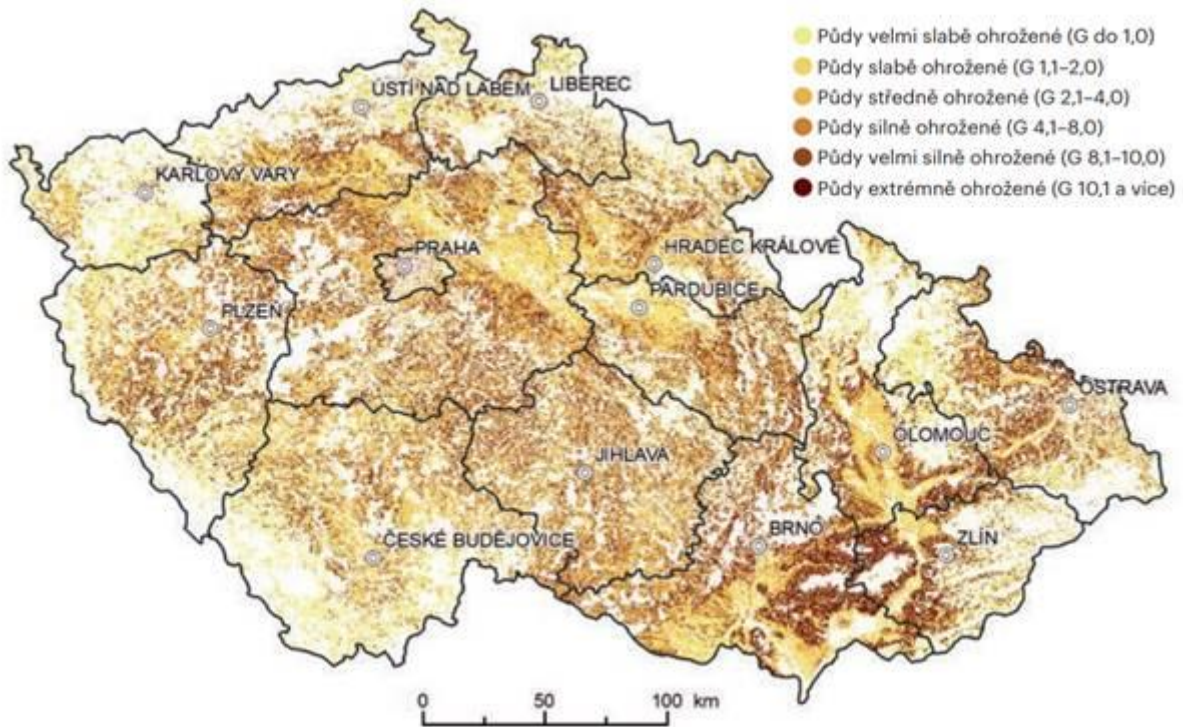 Půdy velmi slabě ohrožené (G do 1,0)
Půdy slabě ohrožené (G 1,1–2,0)
Půdy středně ohrožené (G 2,1–4,0)
Půdy silně ohrožené (G 4,1–8,0)
Půdy velmi silně ohrožené (G 8,1–10,0)
Půdy extrémně ohrožené (G 10,1 a více)
ÚSTÍ NAD LABEM
LIBEREC
KARLOVY VARY
PRAHA
HRADEC KRÁLOVÉ
PARDUBICE
PLZEŇ
OSTRAVA
OLOMOUC
JIHLAVA
BRNO
ZLÍN
ČESKÉ BUDĚJOVICE
0 50 100 km